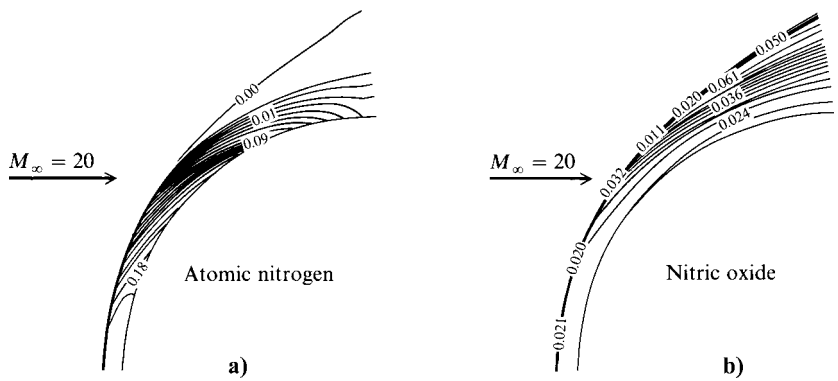 0.00
0.01
0.09
M∞ = 20
0.18
Atomic nitrogen
a)
0.050
0.061
0.020
0.036
0.011
0.024
M∞ = 20
0.032
0.020
Nitric oxide
0.021
b)